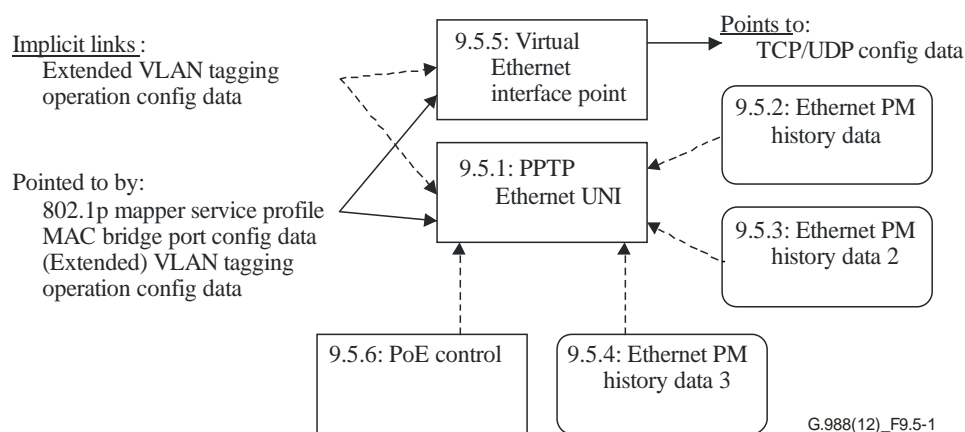 Implicit links:
Extended VLAN tagging
operation config data
Pointed to by:
802.1p mapper service profile
MAC bridge port config data
(Extended) VLAN tagging
operation config data
9.5.5: Virtual
Ethernet
interface point
9.5.1: PPTP
Ethernet UNI
Points to:
TCP/UDP config data
9.5.2: Ethernet PM
history data
9.5.3: Ethernet PM
history data 2
9.5.6: PoE control
9.5.4: Ethernet PM
history data 3
G.988(12)_F9.5-1